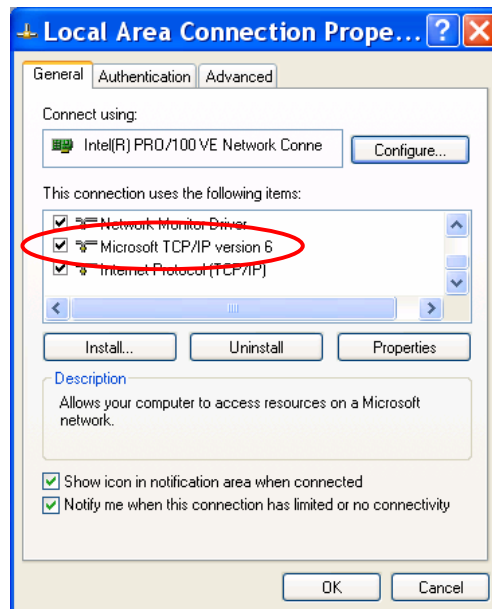 Local Area Connection Prope...
General Authentication Advanced
Connect using:
Intel(R) PRO/100 VE Network Conne
Configure...
This connection uses the following items:
Network Monitor Driver
Microsoft TCP/IP version 6
Internet Protocol (TCP/IP)
Install... Uninstall Properties
Description
Allows your computer to access resources on a Microsoft
network.
Show icon in notification area when connected
Notify me when this connection has limited or no connectivity
OK Cancel